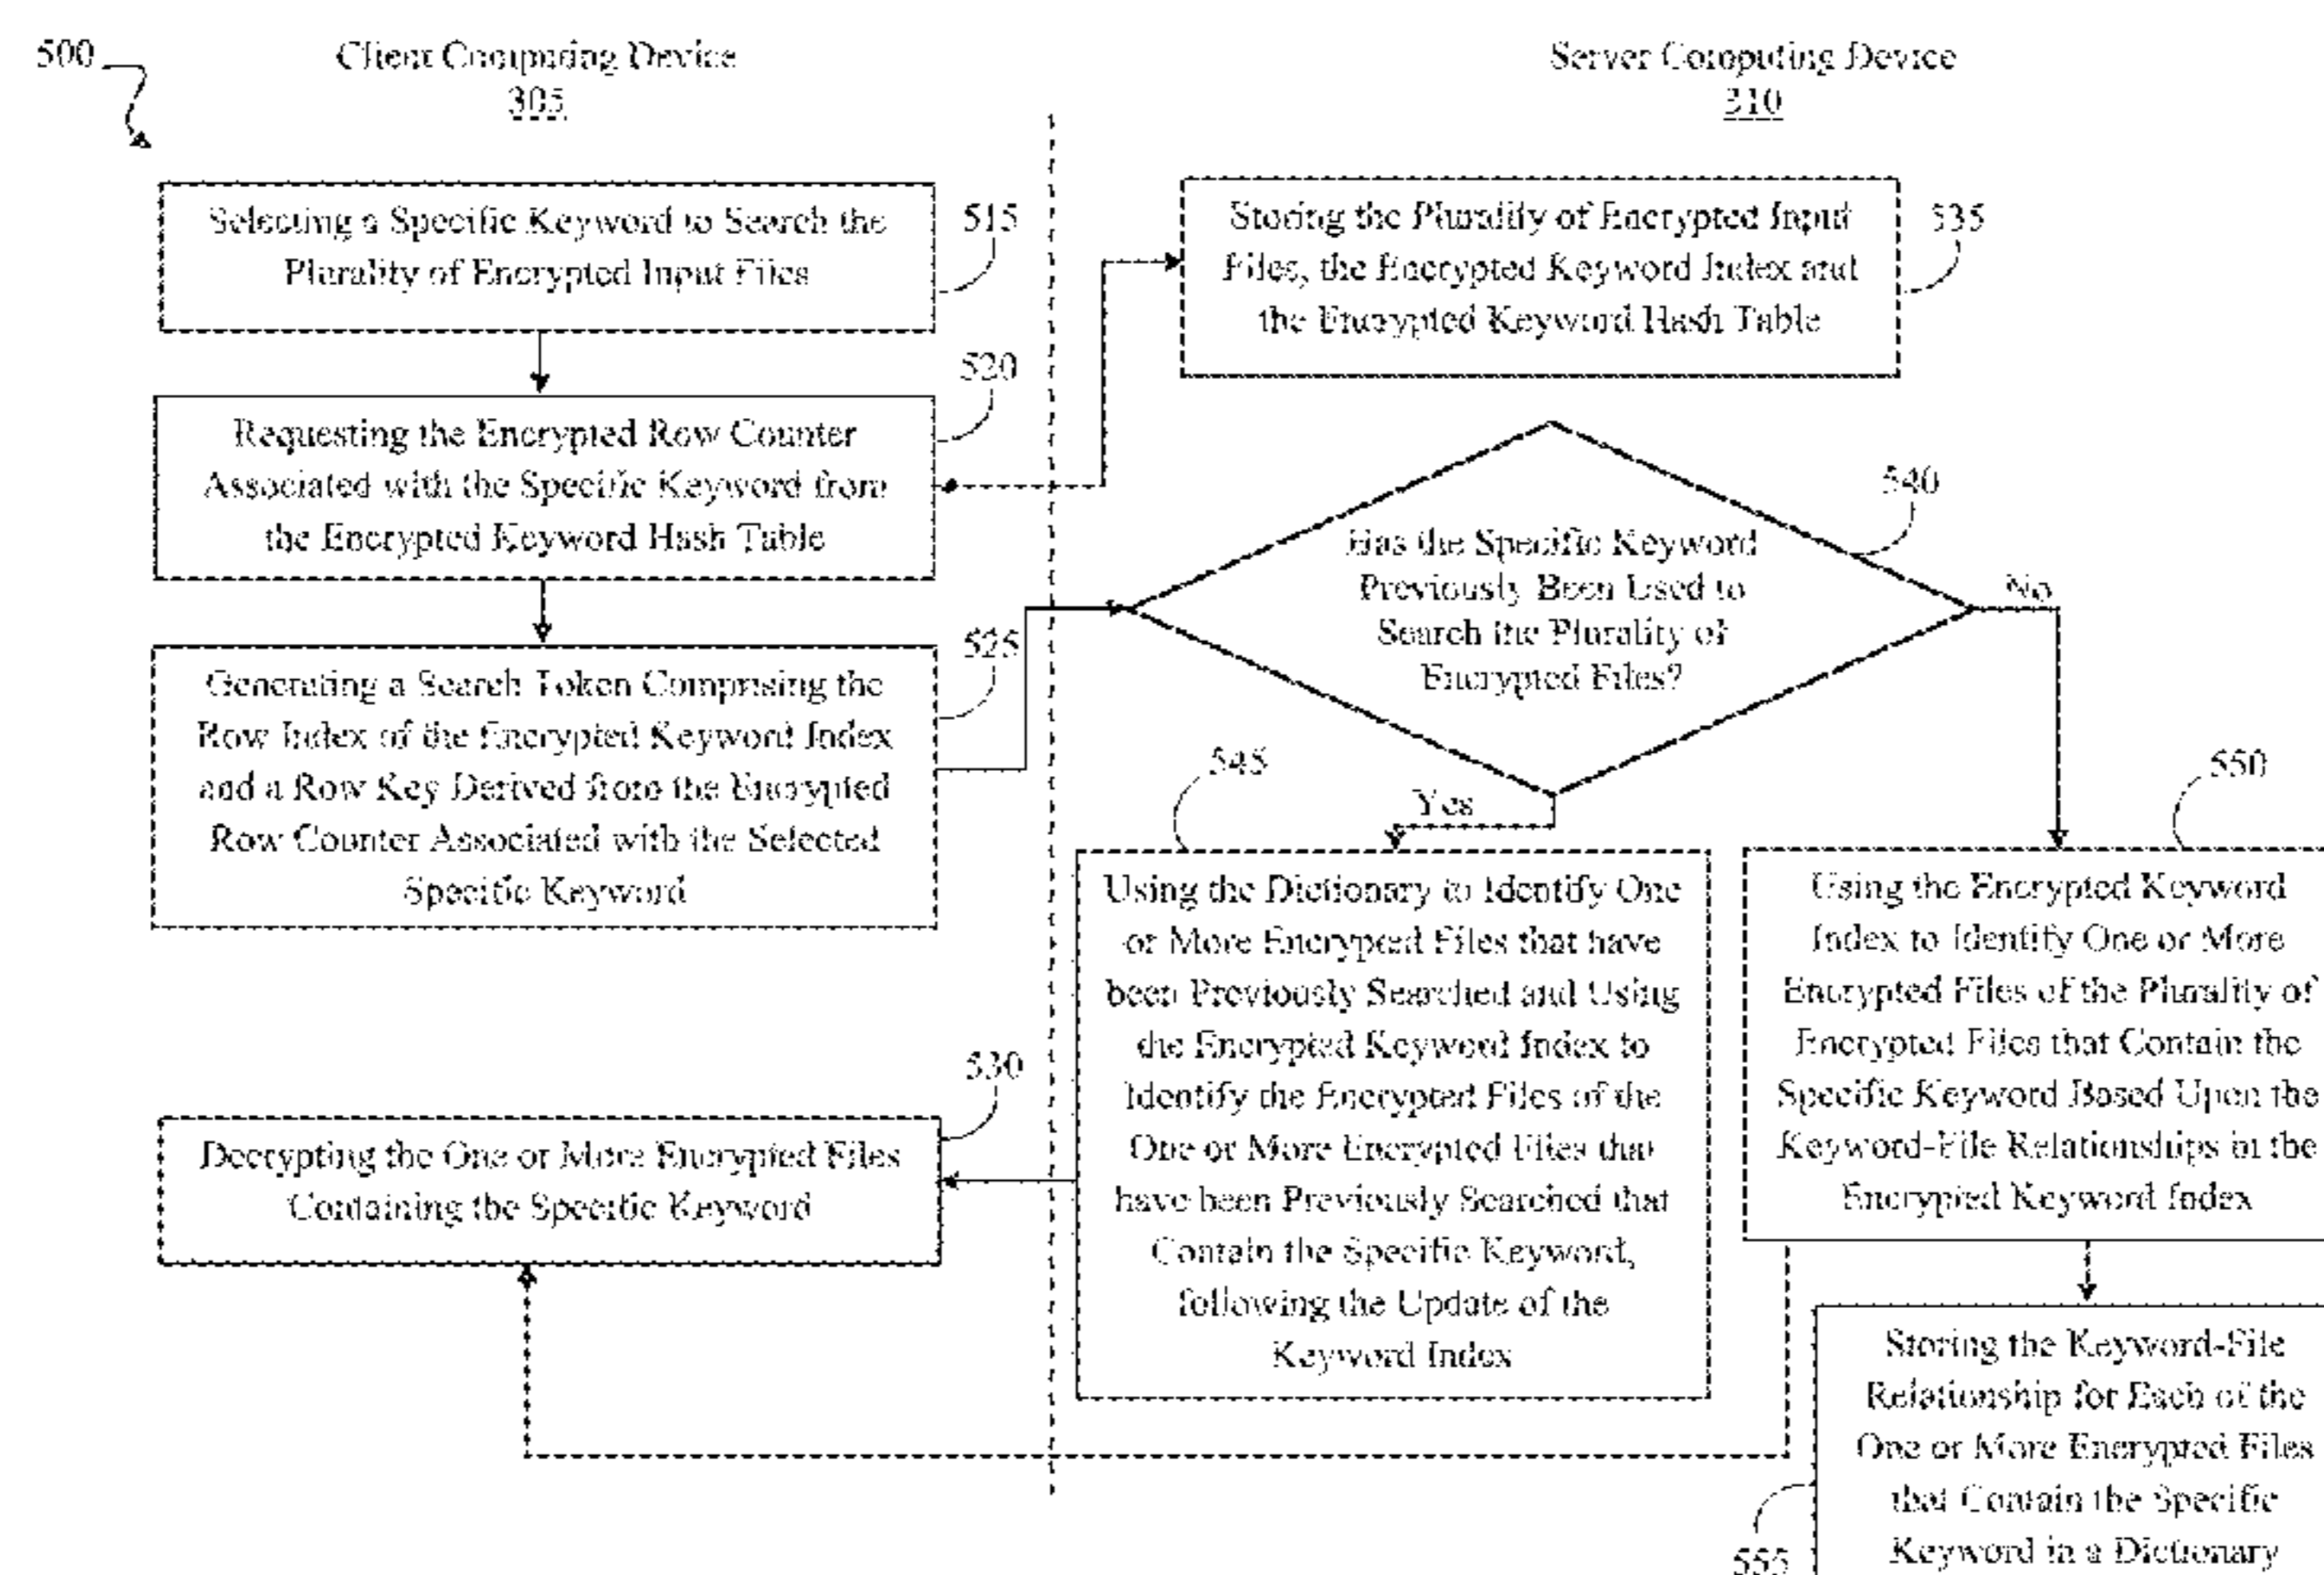 500
Client Computing Device
305
Server Computing Device
310
Selecting a Specific Keyword to Search the
Plurality of Encrypted Input Files
515
Requesting the Encrypted Row Counter
Associated with the Specific Keyword from
the Encrypted Keyword Hash Table
520
Generating a Search Token Comprising the
Row Index of the Encrypted Keyword Index
and a Row Key Derived from the Encrypted
Row Counter Associated with the Selected
Specific Keyword
525
Decrypting the One or More Encrypted Files
Containing the Specific Keyword
530
Storing the Plurality of Encrypted Input
Files, the Encrypted Keyword Index and
the Encrypted Keyword Hash Table
535
Has the Specific Keyword
Previously Been Used to
Search the Plurality of
Encrypted Files?
540
No
Yes
545
Using the Dictionary to Identify One
or More Encrypted Files that have
been Previously Searched and Using
the Encrypted Keyword Index to
Identify the Encrypted Files of the
One or More Encrypted Files that
have been Previously Searched that
Contain the Specific Keyword,
following the Update of the
Keyword Index
550
Using the Encrypted Keyword
Index to Identify One or More
Encrypted Files of the Plurality of
Encrypted Files that Contain the
Specific Keyword Based Upon the
Keyword-File Relationships in the
Encrypted Keyword Index
Storing the Keyword-File
Relationship for Each of the
One or More Encrypted Files
that Contain the Specific
Keyword in a Dictionary
555